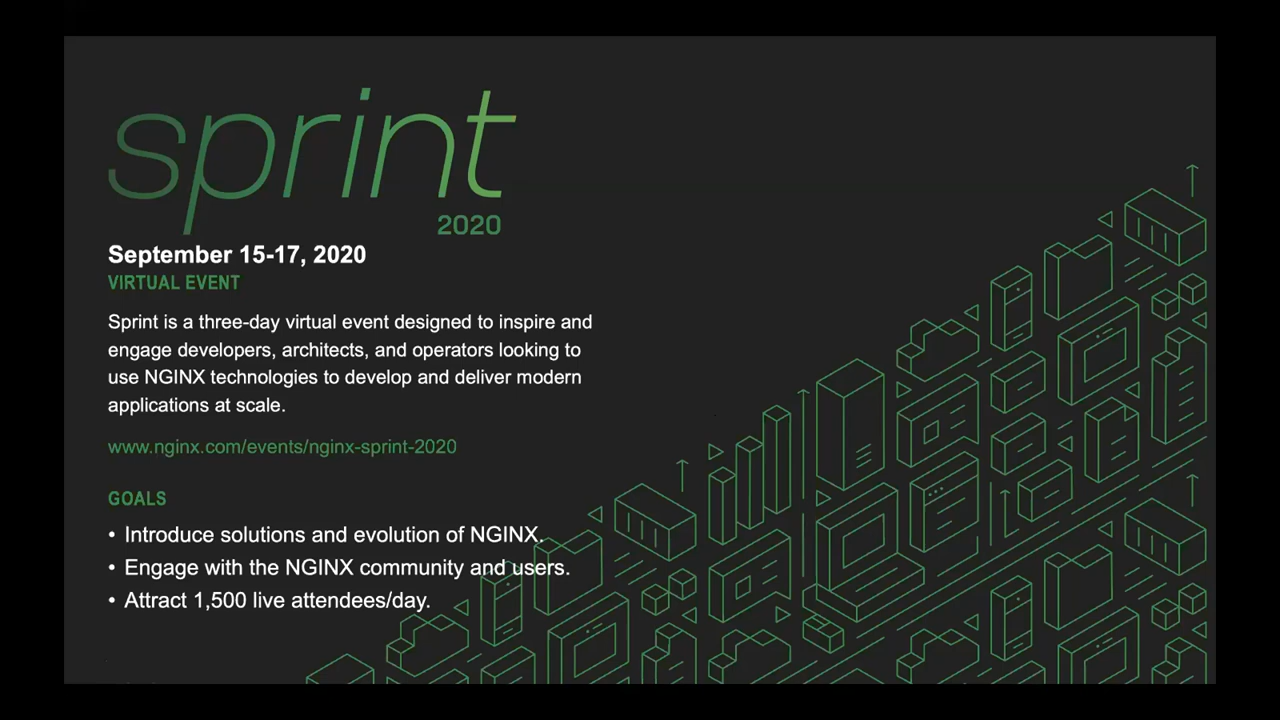 sprint
2020
September 15-17, 2020
VIRTUAL EVENT
Sprint is a three-day virtual event designed to inspire and
engage developers, architects, and operators looking to
use NGINX technologies to develop and deliver modern
applications at scale.
www.nginx.com/events/nginx-sprint-2020
GOALS
• Introduce solutions and evolution of NGINX.
• Engage with the NGINX community and users.
• Attract 1,500 live attendees/day.